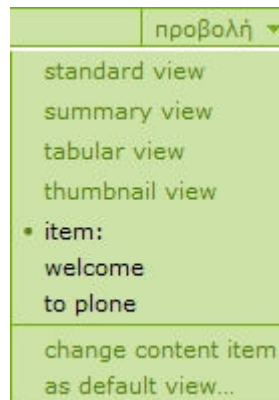 προβολή
standard view
summary view
tabular view
thumbnail view
item:
welcome
to plone
change content item
as default view...